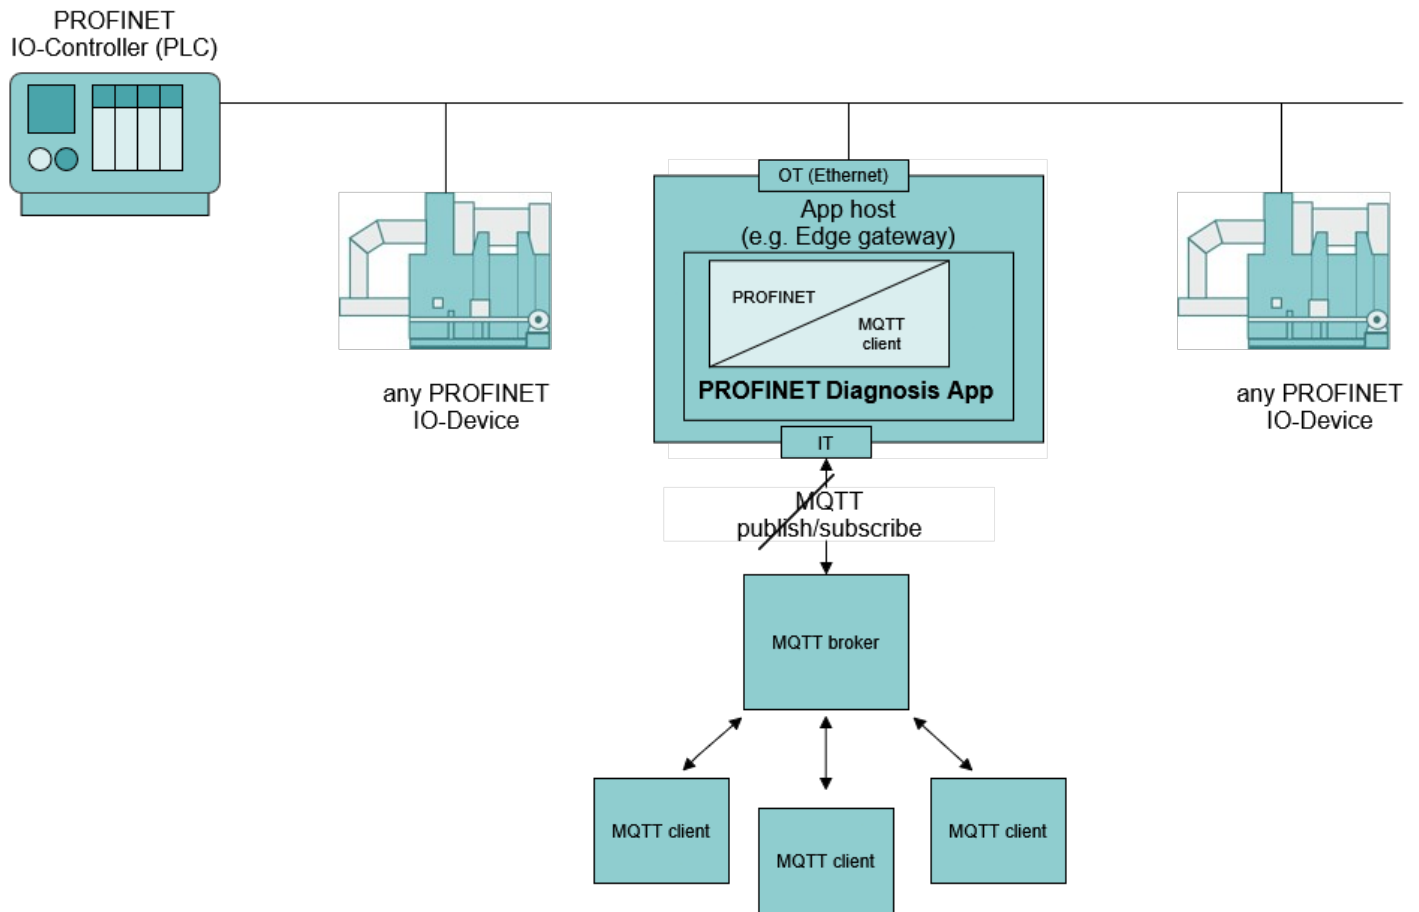 PROFINET
IO-Controller (PLC)
OT (Ethernet)
App host
(e.g. Edge gateway)
PROFINET
MQTT
client
PROFINET Diagnosis App
any PROFINET
IO-Device
any PROFINET
IO-Device
IT
MQTT
publish/subscribe
MQTT broker
MQTT client
MQTT client
MQTT client